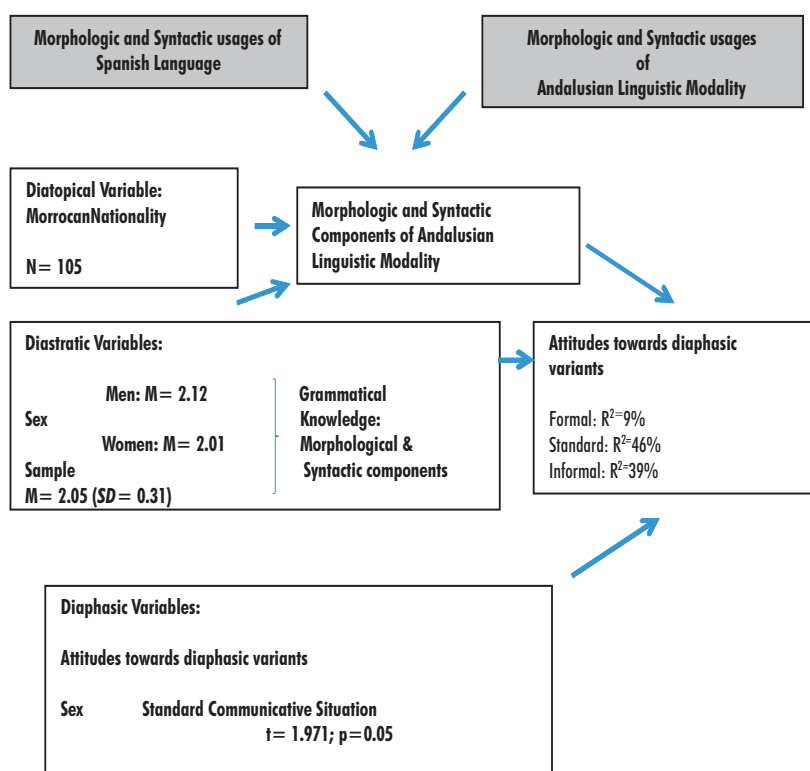 Morphologic and Syntactic usages of
Spanish Language
Morphologic and Syntactic usages
of
Andalusian Linguistic Modality
Diatopical Variable:
MorrocanNationality
N= 105
Morphologic and Syntactic
Components of Andalusian
Linguistic Modality
Diastratic Variables:
Men: M= 2.12
Sex
Women: M= 2.01
Sample
M= 2.05 (SD = 0.31)
Grammatical
Knowledge:
Morphological &
Syntactic components
Attitudes towards diaphasic
variants
Formal: R²⁼9%
Standard: R²⁼46%
Informal: R²⁼39%
Diaphasic Variables:
Attitudes towards diaphasic variants
Sex Standard Communicative Situation
t= 1.971; p=0.05